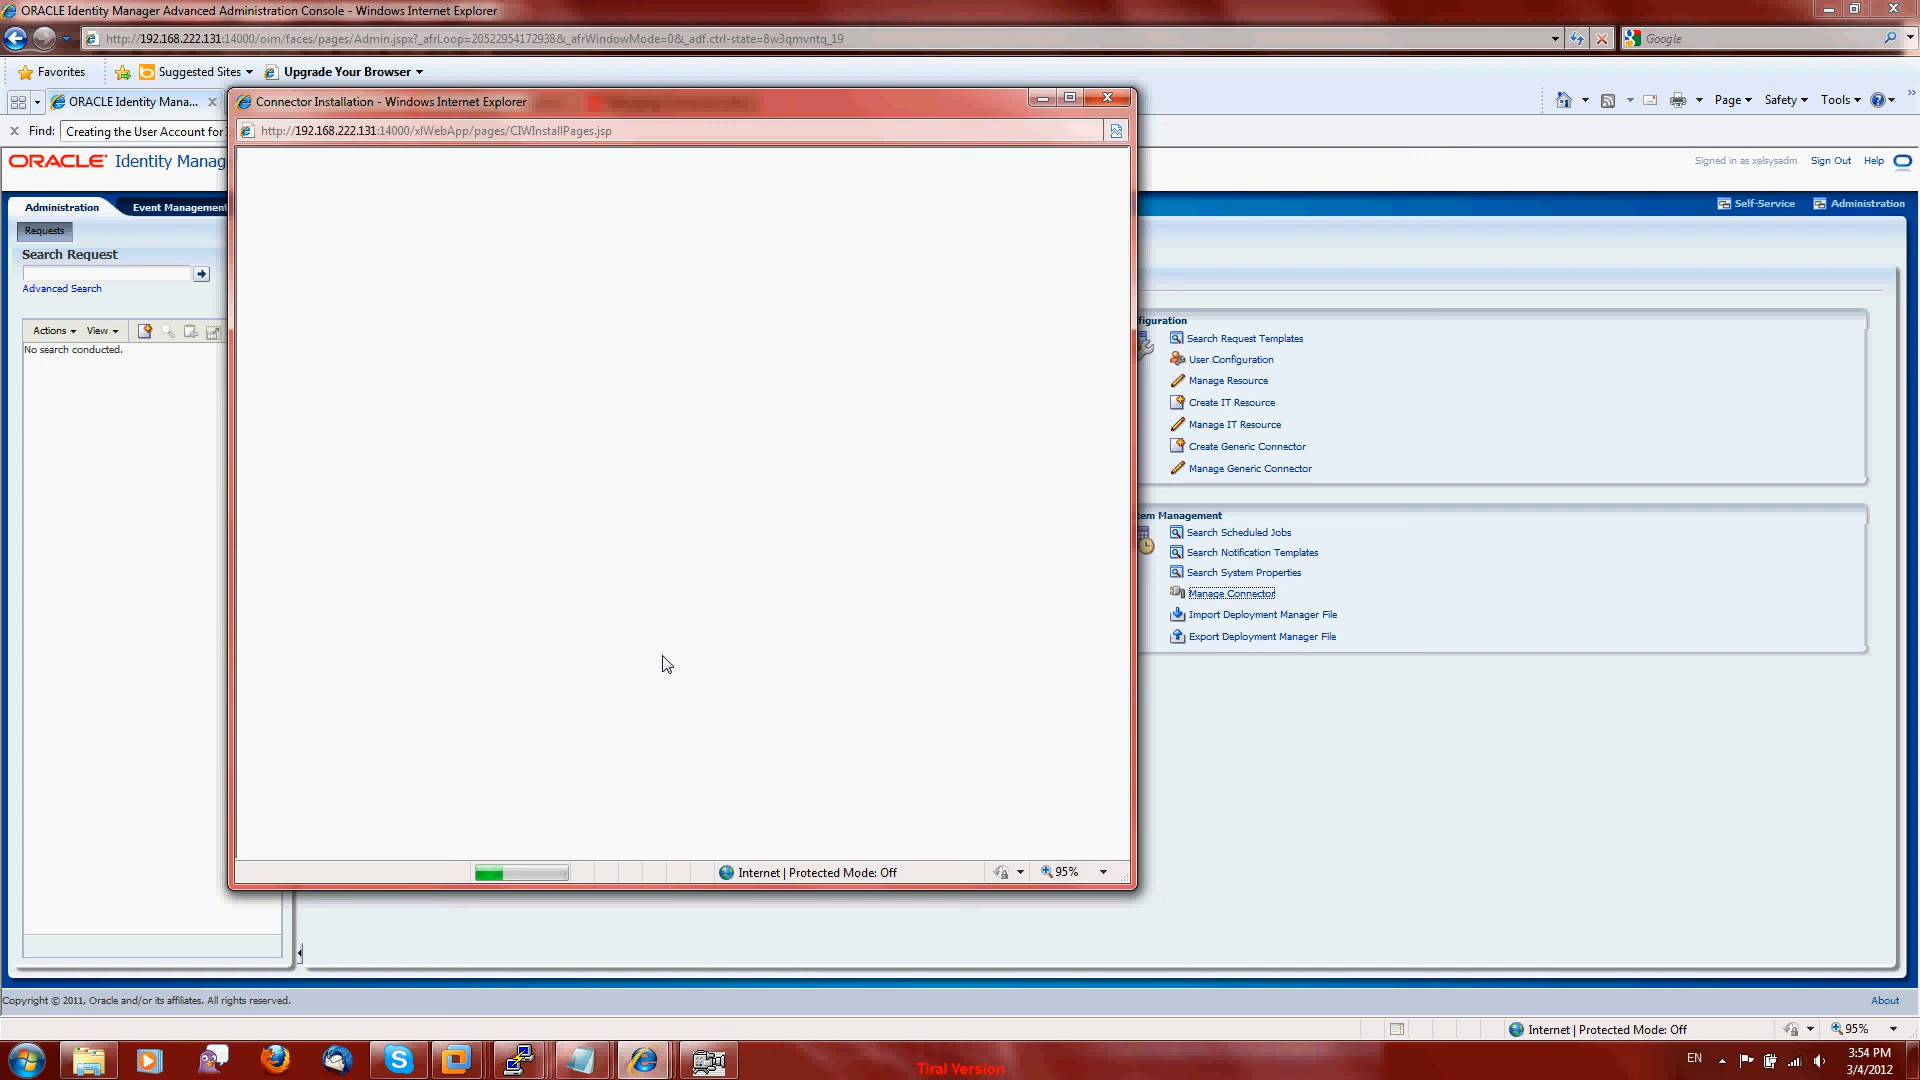 ORACLE Identity Manager Advanced Administration Console - Windows Internet Explorer
http://192.168.222.131:14000/oim/faces/pages/Admin.jspx?_afrLoop=20522954172938&_afrWindowMode=0&_adf.ctrl-state=8w3qmvntq_19
Google
Favorites
Suggested Sites
Upgrade Your Browser
ORACLE Identity Mana...
Connector Installation - Windows Internet Explorer
Page
Safety
Tools
Find:
Creating the User Account for
http://192.168.222.131:14000/xlWebApp/pages/CIWInstallPages.jsp
ORACLE Identity Manag
Signed in as xelsysadm
Sign Out
Help
Administration
Event Management
Self-Service
Administration
Requests
Search Request
Advanced Search
Actions
View
No search conducted.
figuration
Search Request Templates
User Configuration
Manage Resource
Create IT Resource
Manage IT Resource
Create Generic Connector
Manage Generic Connector
tem Management
Search Scheduled Jobs
Search Notification Templates
Search System Properties
Manage Connector
Import Deployment Manager File
Export Deployment Manager File
Internet | Protected Mode: Off
95%
Copyright © 2011, Oracle and/or its affiliates. All rights reserved.
About
Internet | Protected Mode: Off
95%
EN
3:54 PM
3/4/2012
Tiral Version